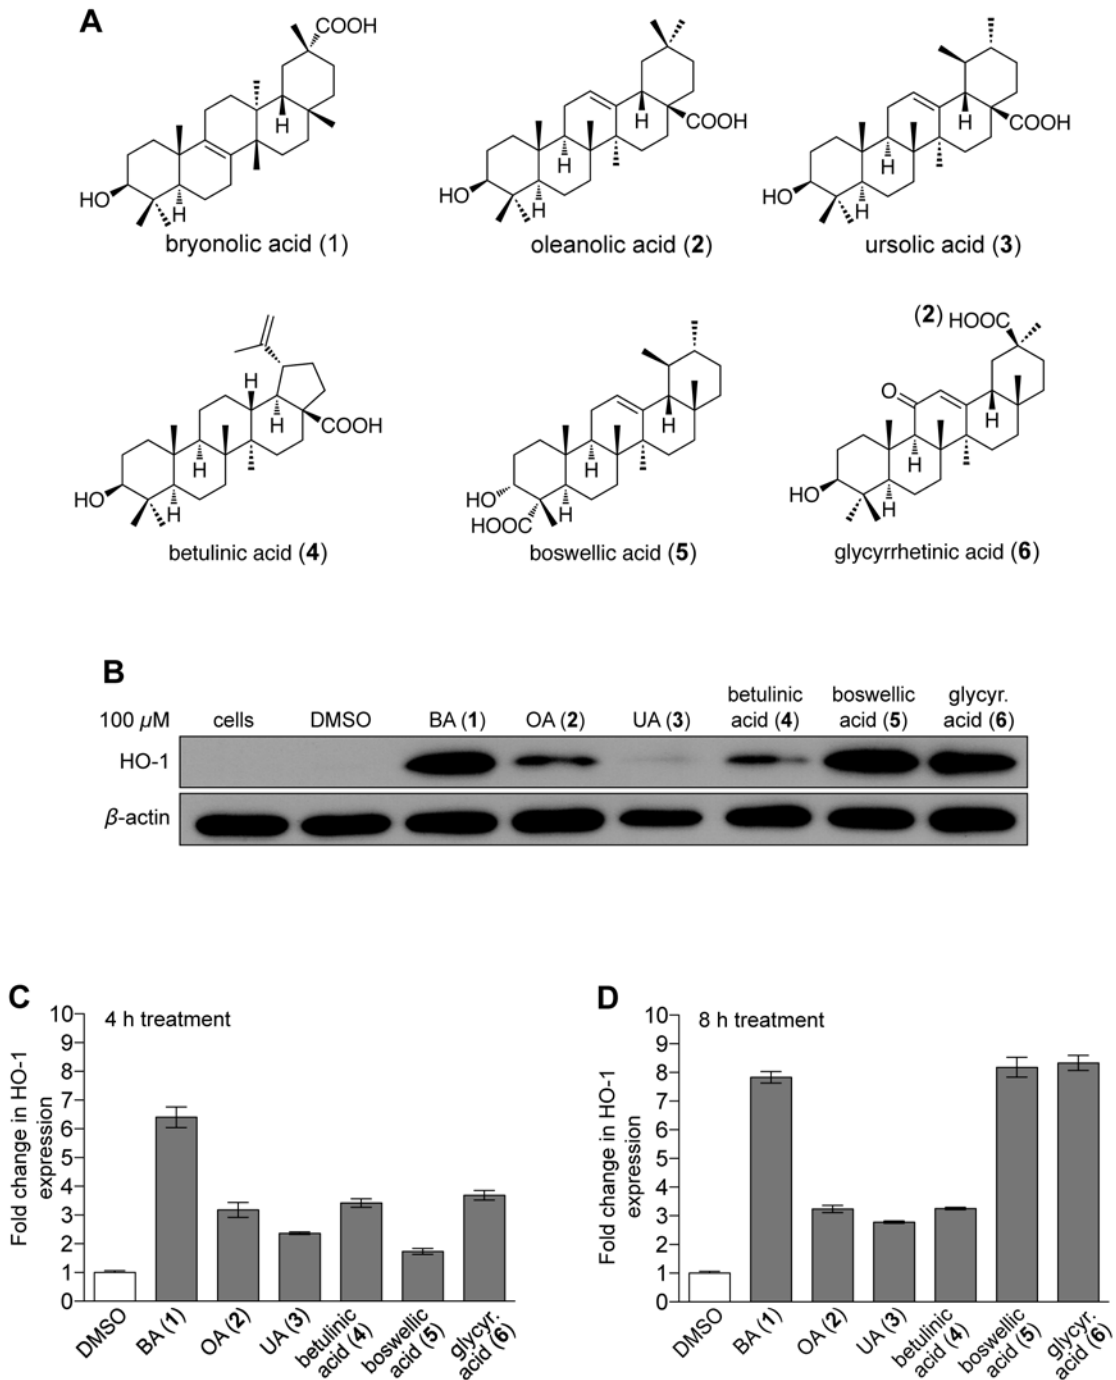 A
COOH
H
HO
H
bryonolic acid (1)
H
COOH
H
HO
H
oleanolic acid (2)
H
COOH
H
HO
H
ursolic acid (3)
H
H
COOH
H
HO
H
betulinic acid (4)
H
H
HO
HOOC
H
boswellic acid (5)
(2) HOOC
O
H
H
HO
H
glycyrrhetinic acid (6)
B
100 µM
cells
DMSO
BA (1)
OA (2)
UA (3)
betulinic
acid (4)
boswellic
acid (5)
glycyr.
acid (6)
HO-1
β-actin
C
4 h treatment
Fold change in HO-1
expression
10
9
8
7
6
5
4
3
2
1
0
DMSO
BA (1)
OA (2)
UA (3)
betulinic
acid (4)
boswellic
acid (5)
glycyr.
acid (6)
D
8 h treatment
Fold change in HO-1
expression
10
9
8
7
6
5
4
3
2
1
0
DMSO
BA (1)
OA (2)
UA (3)
betulinic
acid (4)
boswellic
acid (5)
glycyr.
acid (6)